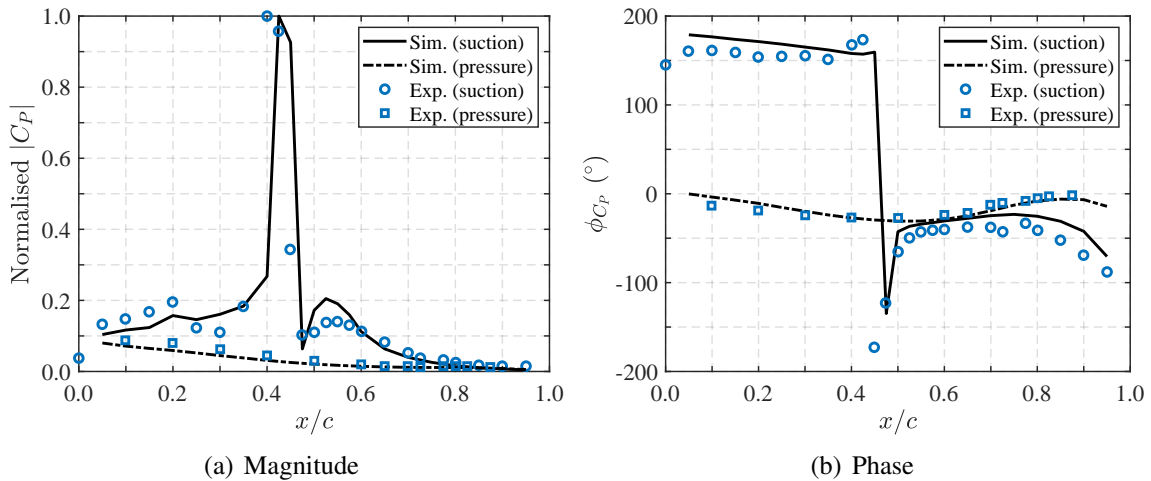 1.0
0.8
0.6
0.4
0.2
0.0
Normalised |C_P|
0.0 0.2 0.4 0.6 0.8 1.0
x/c
Sim. (suction)
Sim. (pressure)
Exp. (suction)
Exp. (pressure)
(a) Magnitude
200
100
0
-100
-200
ϕ_{C_P} (°)
0.0 0.2 0.4 0.6 0.8 1.0
x/c
Sim. (suction)
Sim. (pressure)
Exp. (suction)
Exp. (pressure)
(b) Phase